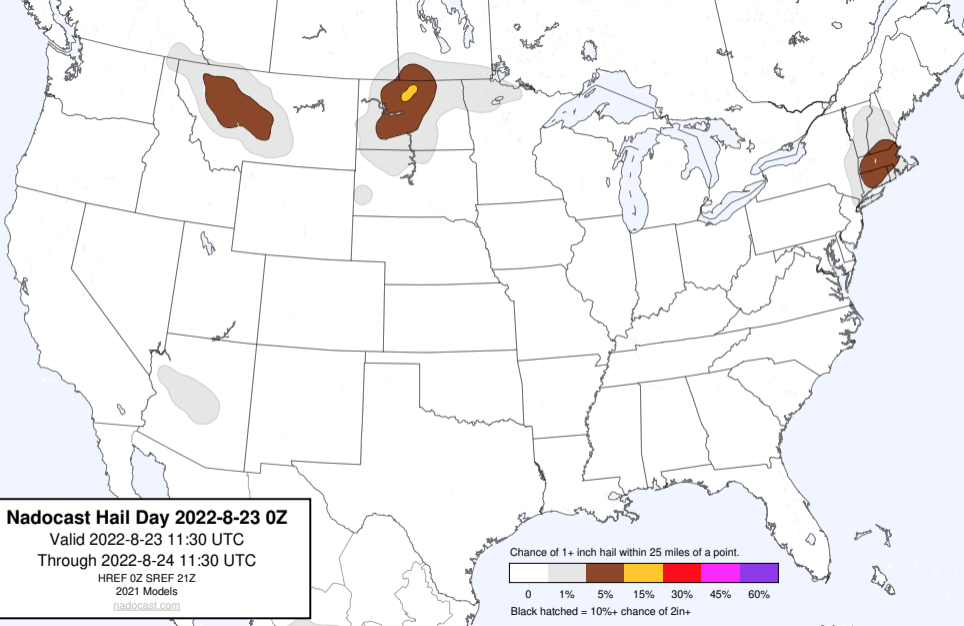 Nadocast Hail Day 2022-8-23 0Z
Valid 2022-8-23 11:30 UTC
Through 2022-8-24 11:30 UTC
HREF 0Z SREF 21Z
2021 Models
nadocast.com
Chance of 1+ inch hail within 25 miles of a point.
0 1% 5% 15% 30% 45% 60%
Black hatched = 10%+ chance of 2in+